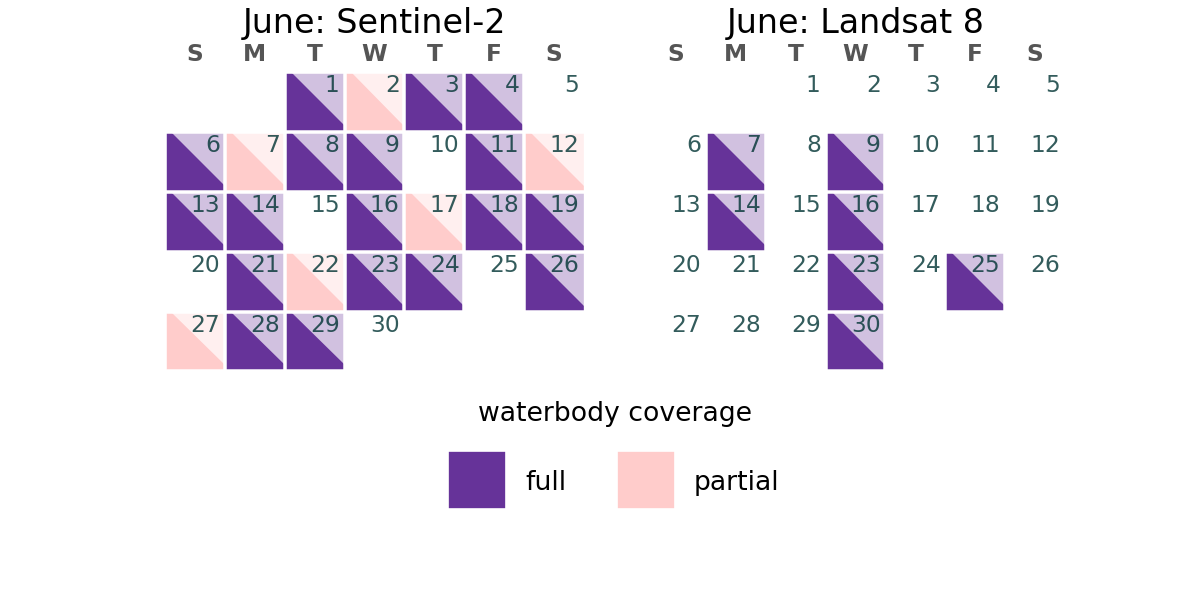 June: Sentinel-2
S M T W T F S
1 2 3 4 5
6 7 8 9 10 11 12
13 14 15 16 17 18 19
20 21 22 23 24 25 26
27 28 29 30
June: Landsat 8
S M T W T F S
1 2 3 4 5
6 7 8 9 10 11 12
13 14 15 16 17 18 19
20 21 22 23 24 25 26
27 28 29 30
waterbody coverage
full partial